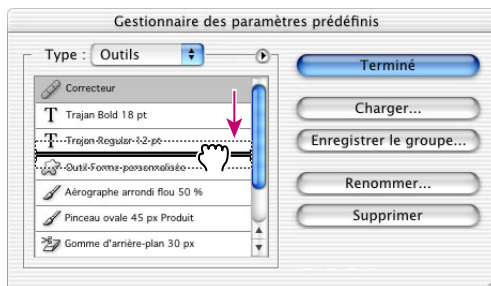 Gestionnaire des paramètres prédéfinis
Type : Outils
Terminé
Correcteur
Charger...
T Trajan Bold 18 pt
Enregistrer le groupe...
T Trajan Regular 12 pt
Outil Forme personnalisée
Renommer...
Aérographe arrondi flou 50 %
Supprimer
Pinceau ovale 45 px Produit
Gomme d'arrière-plan 30 px